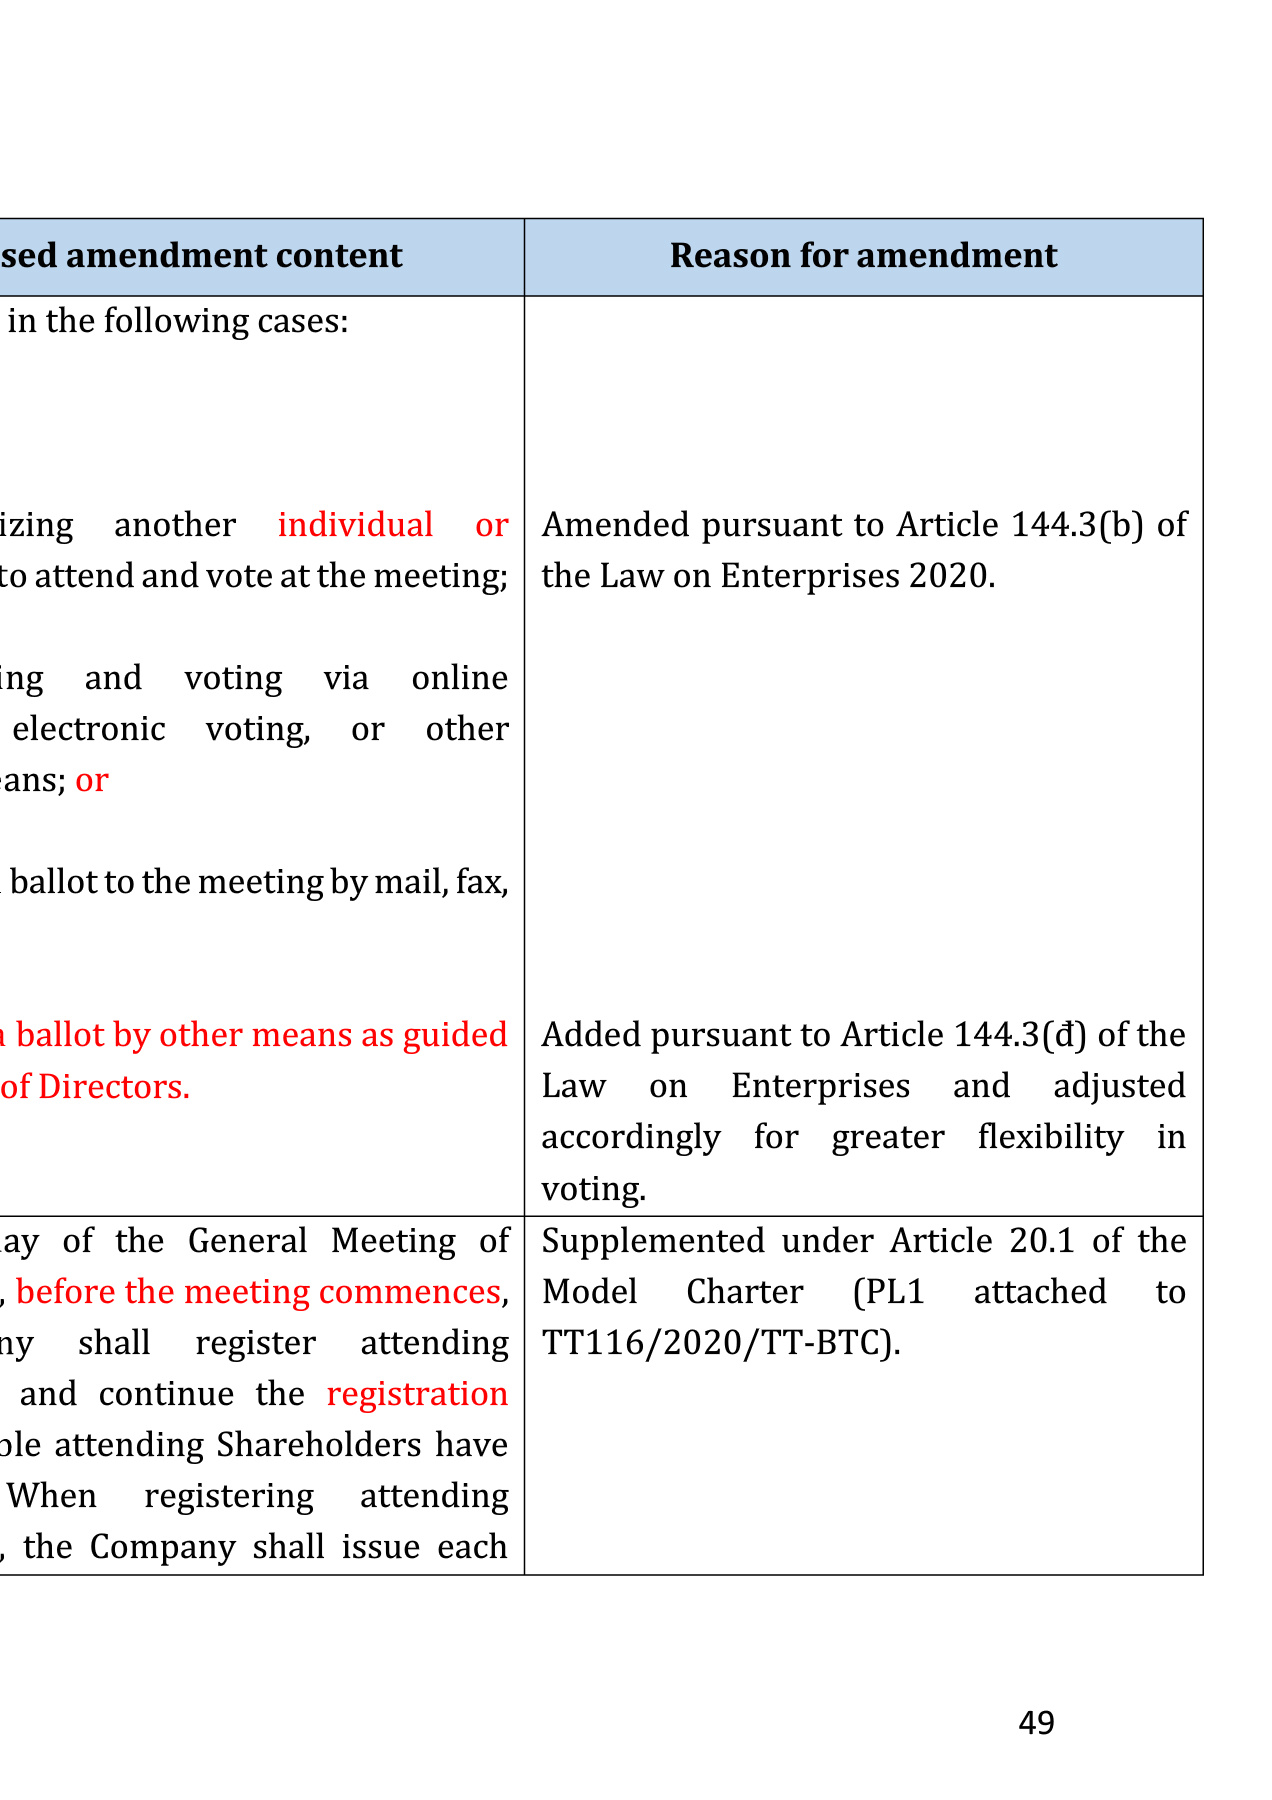 sed amendment content
Reason for amendment
in the following cases:
izing another individual or
to attend and vote at the meeting;
ing and voting via online
electronic voting, or other
eans; or
ballot to the meeting by mail, fax,
a ballot by other means as guided
of Directors.
Amended pursuant to Article 144.3(b) of
the Law on Enterprises 2020.
Added pursuant to Article 144.3(đ) of the
Law on Enterprises and adjusted
accordingly for greater flexibility in
voting.
ay of the General Meeting of
, before the meeting commences,
ny shall register attending
and continue the registration
ble attending Shareholders have
When registering attending
, the Company shall issue each
Supplemented under Article 20.1 of the
Model Charter (PL1 attached to
TT116/2020/TT-BTC).
49